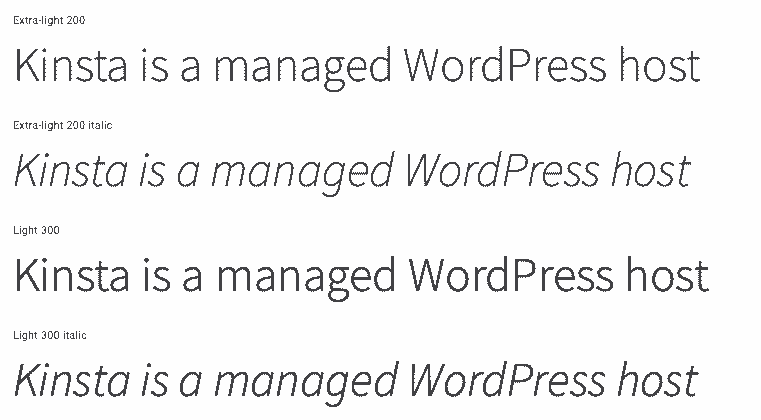 Extra-light 200
Kinsta is a managed WordPress host
Extra-light 200 italic
Kinsta is a managed WordPress host
Light 300
Kinsta is a managed WordPress host
Light 300 italic
Kinsta is a managed WordPress host